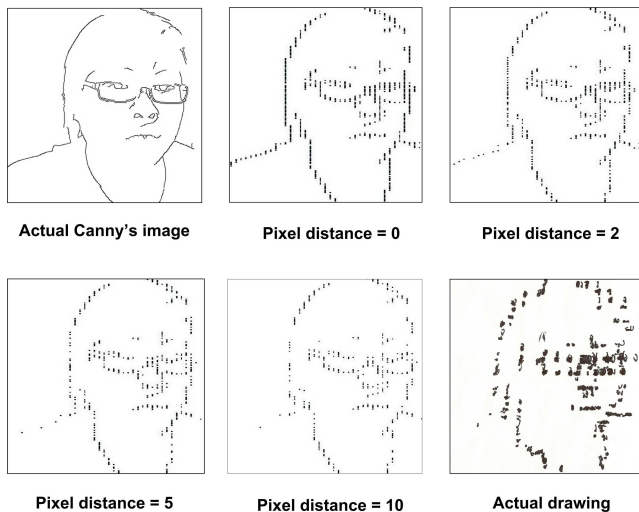 Actual Canny's image
Pixel distance = 0
Pixel distance = 2
Pixel distance = 5
Pixel distance = 10
Actual drawing